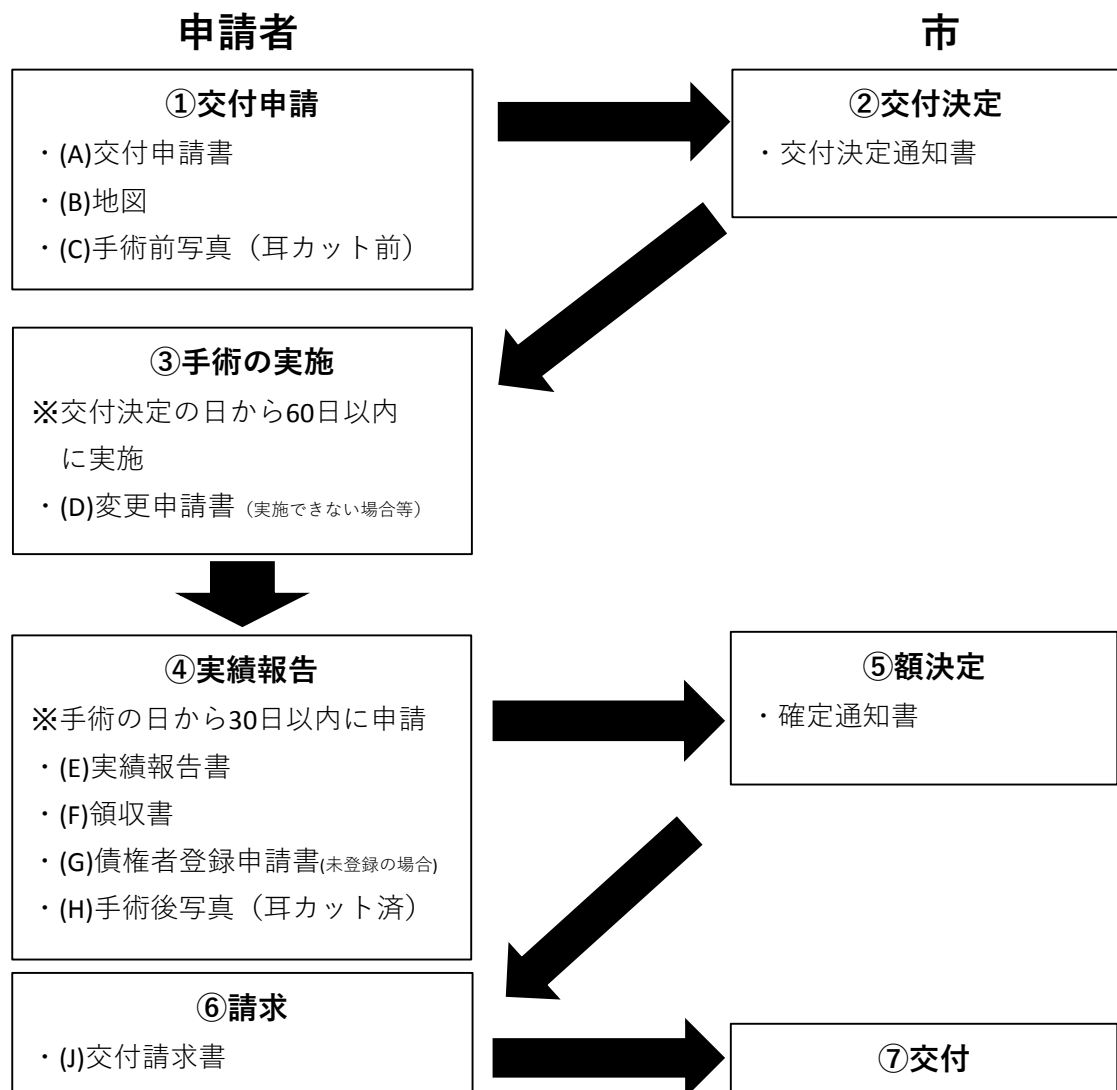 申請者
市
①交付申請
・(A)交付申請書
・(B)地図
・(C)手術前写真（耳カット前）
②交付決定
・交付決定通知書
③手術の実施
※交付決定の日から60日以内
に実施
・(D)変更申請書（実施できない場合等）
④実績報告
※手術の日から30日以内に申請
・(E)実績報告書
・(F)領収書
・(G)債権者登録申請書(未登録の場合)
・(H)手術後写真（耳カット済）
⑤額決定
・確定通知書
⑥請求
・(J)交付請求書
⑦交付